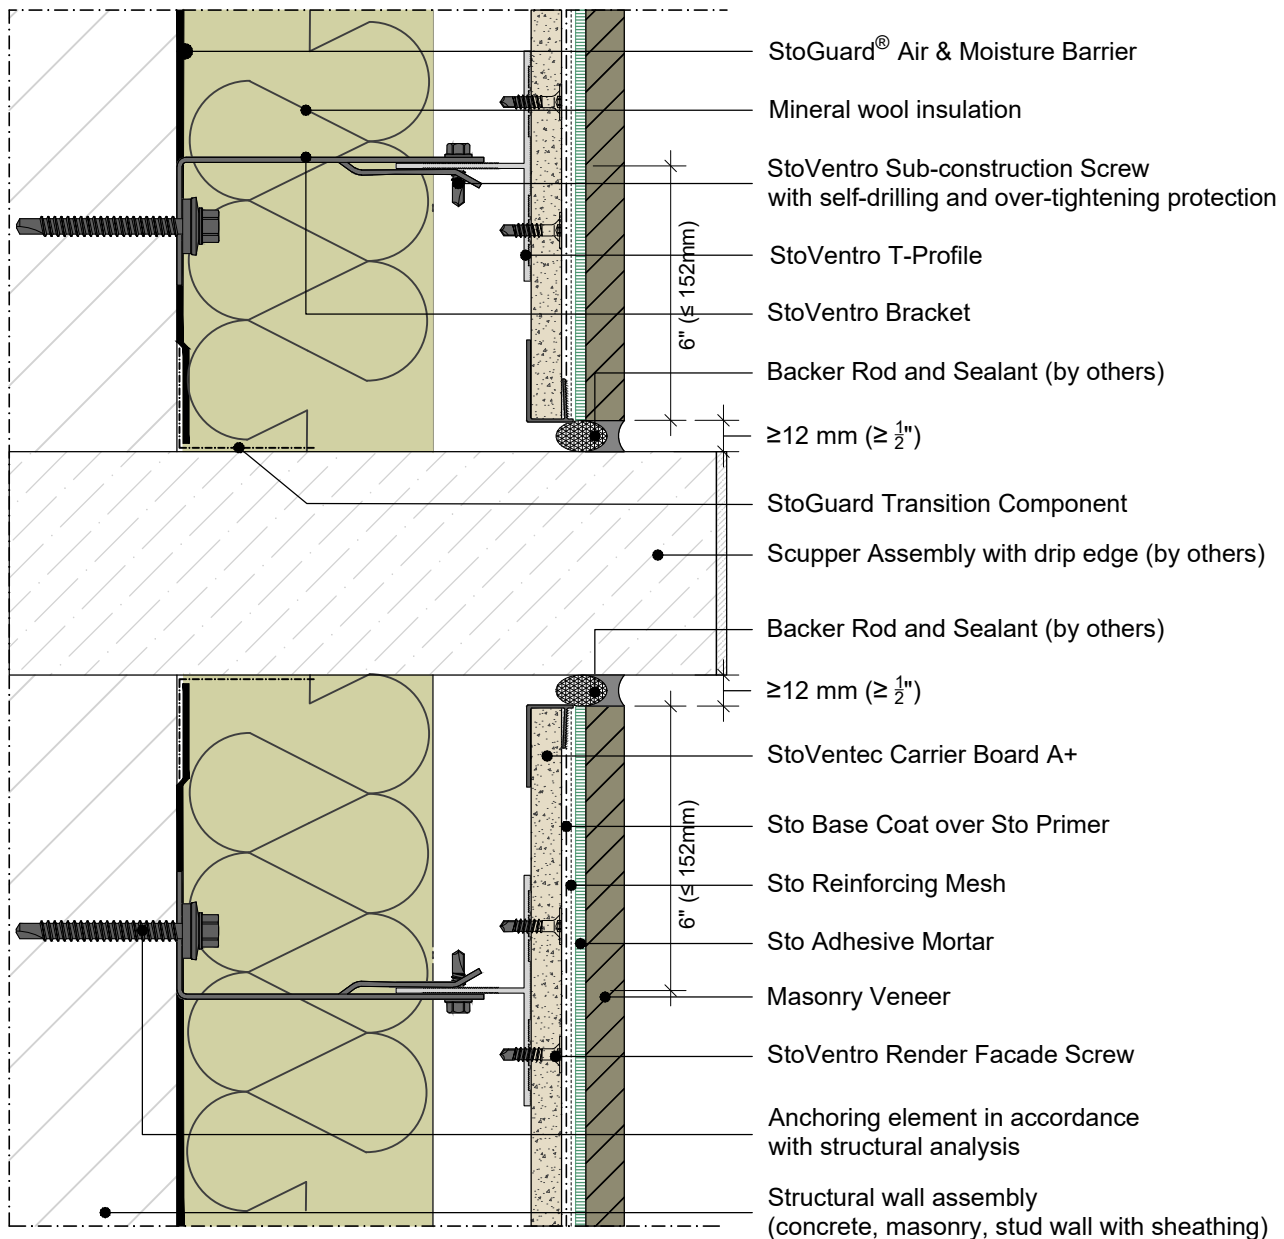 StoGuard® Air & Moisture Barrier
Mineral wool insulation
StoVentro Sub-construction Screw
with self-drilling and over-tightening protection
StoVentro T-Profile
6" (≤ 152mm)
StoVentro Bracket
Backer Rod and Sealant (by others)
≥12 mm (≥ 1/2")
StoGuard Transition Component
Scupper Assembly with drip edge (by others)
Backer Rod and Sealant (by others)
≥12 mm (≥ 1/2")
StoVentec Carrier Board A+
Sto Base Coat over Sto Primer
6" (≤ 152mm)
Sto Reinforcing Mesh
Sto Adhesive Mortar
Masonry Veneer
StoVentro Render Facade Screw
Anchoring element in accordance
with structural analysis
Structural wall assembly
(concrete, masonry, stud wall with sheathing)